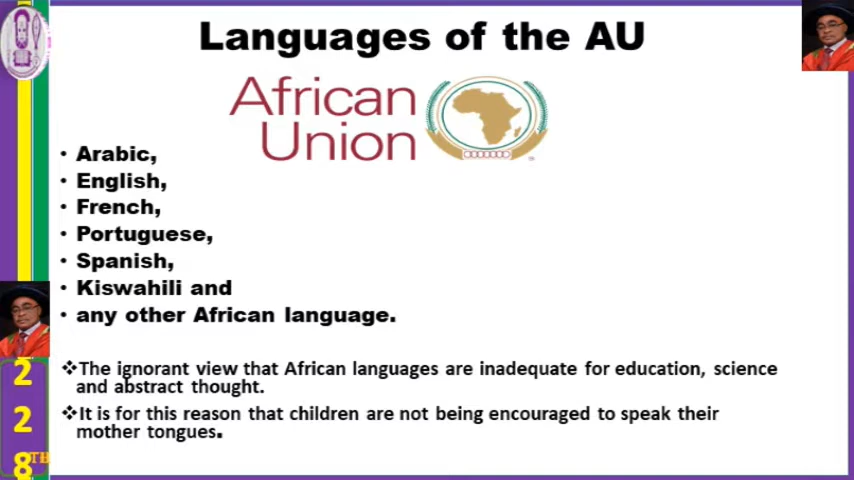 Languages of the AU
African
Union
• Arabic,
• English,
• French,
• Portuguese,
• Spanish,
• Kiswahili and
• any other African language.
❖The ignorant view that African languages are inadequate for education, science
and abstract thought.
❖It is for this reason that children are not being encouraged to speak their
mother tongues.
2
2
8TH